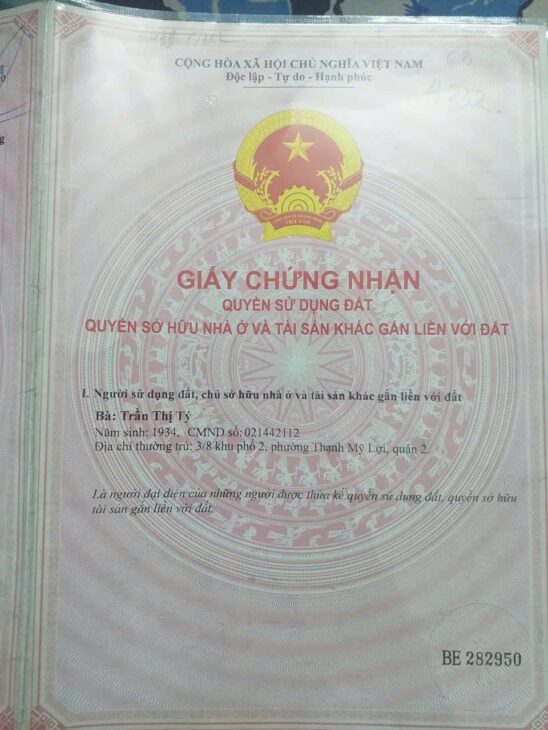 CỘNG HÒA XÃ HỘI CHỦ NGHĨA VIỆT NAM
Độc lập - Tự do - Hạnh phúc
63
4232
VIỆT NAM
GIẤY CHỨNG NHẬN
QUYỀN SỬ DỤNG ĐẤT
QUYỀN SỞ HỮU NHÀ Ở VÀ TÀI SẢN KHÁC GẮN LIỀN VỚI ĐẤT
I. Người sử dụng đất, chủ sở hữu nhà ở và tài sản khác gắn liền với đất
Bà: Trần Thị Tý
Năm sinh: 1934, CMND số: 021442112
Địa chỉ thường trú: 3/8 khu phố 2, phường Thạnh Mỹ Lợi, quận 2.
Là người đại diện của những người được thừa kế quyền sử dụng đất, quyền sở hữu
tài sản gắn liền với đất.
BE 282950